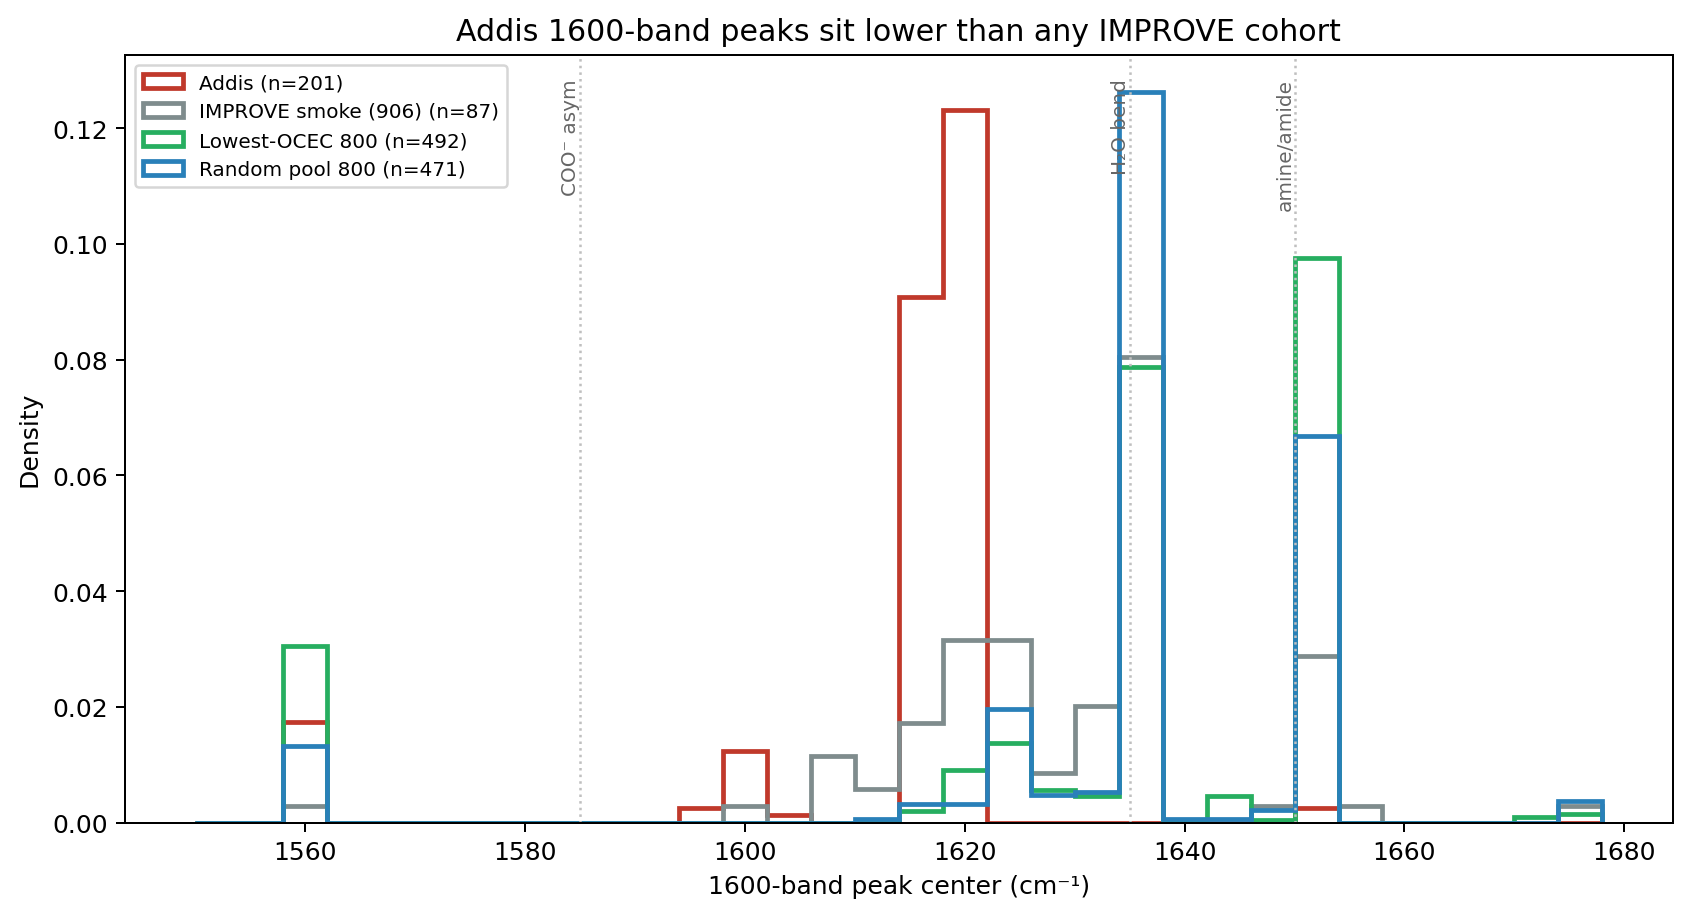 Addis 1600-band peaks sit lower than any IMPROVE cohort
Addis (n=201)
IMPROVE smoke (906) (n=87)
Lowest-OCEC 800 (n=492)
Random pool 800 (n=471)
COO⁻ asym
H₂O bend
amine/amide
Density
0.12
0.10
0.08
0.06
0.04
0.02
0.00
1560
1580
1600
1620
1640
1660
1680
1600-band peak center (cm⁻¹)